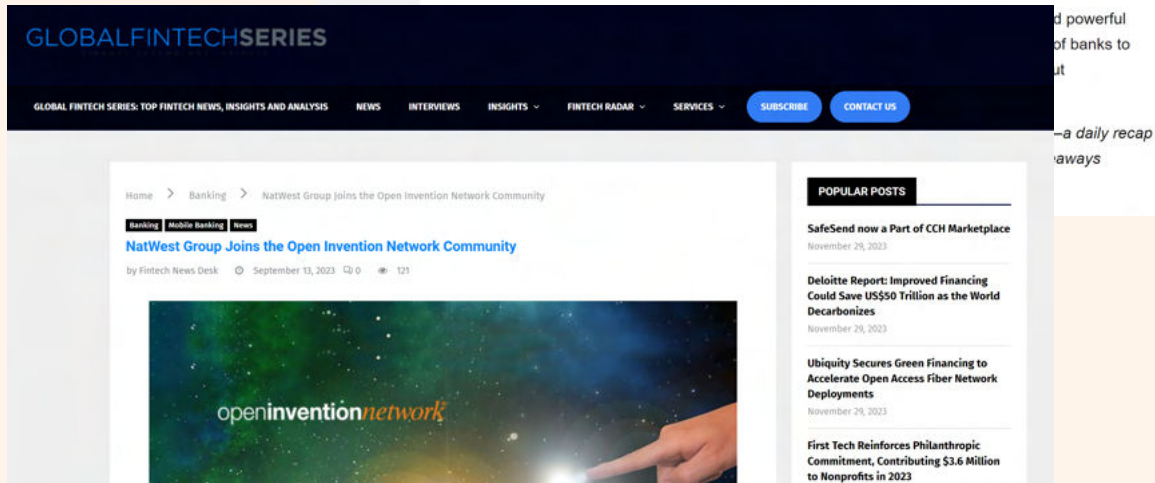 GLOBALFINTECHSERIES
GLOBAL FINTECH SERIES: TOP FINTECH NEWS, INSIGHTS AND ANALYSIS NEWS INTERVIEWS INSIGHTS FINTECH RADAR SERVICES SUBSCRIBE CONTACT US
Home > Banking > NatWest Group Joins the Open Invention Network Community
Banking Mobile Banking News
NatWest Group Joins the Open Invention Network Community
by Fintech News Desk September 13, 2023 0 121
openinventionnetwork
POPULAR POSTS
SafeSend now a Part of CCH Marketplace
November 29, 2023
Deloitte Report: Improved Financing
Could Save US$50 Trillion as the World
Decarbonizes
November 29, 2023
Ubiquity Secures Green Financing to
Accelerate Open Access Fiber Network
Deployments
November 29, 2023
First Tech Reinforces Philanthropic
Commitment, Contributing $3.6 Million
to Nonprofits in 2023
powerful
of banks to
—a daily recap